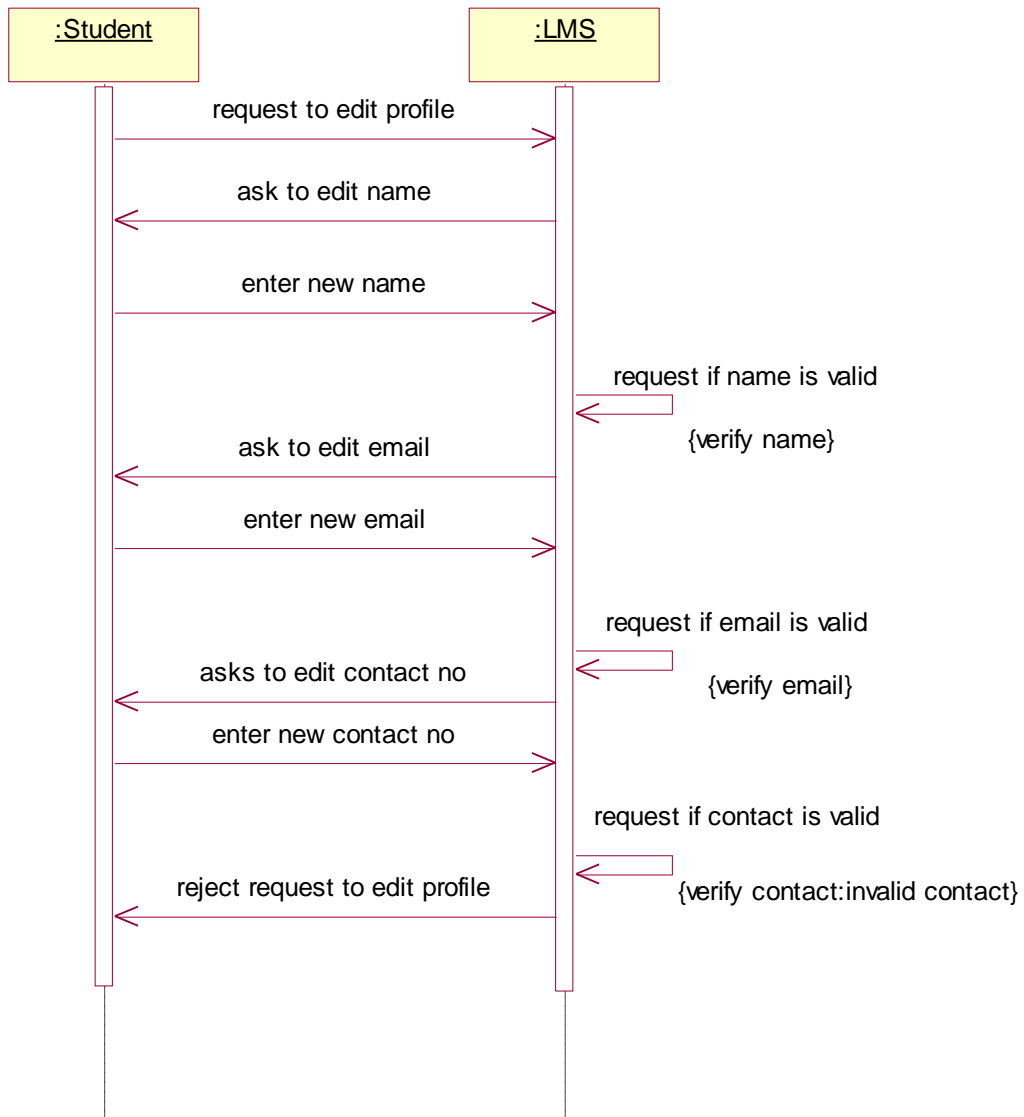 :Student
:LMS
request to edit profile
ask to edit name
enter new name
request if name is valid
{verify name}
ask to edit email
enter new email
request if email is valid
asks to edit contact no
{verify email}
enter new contact no
request if contact is valid
reject request to edit profile
{verify contact:invalid contact}